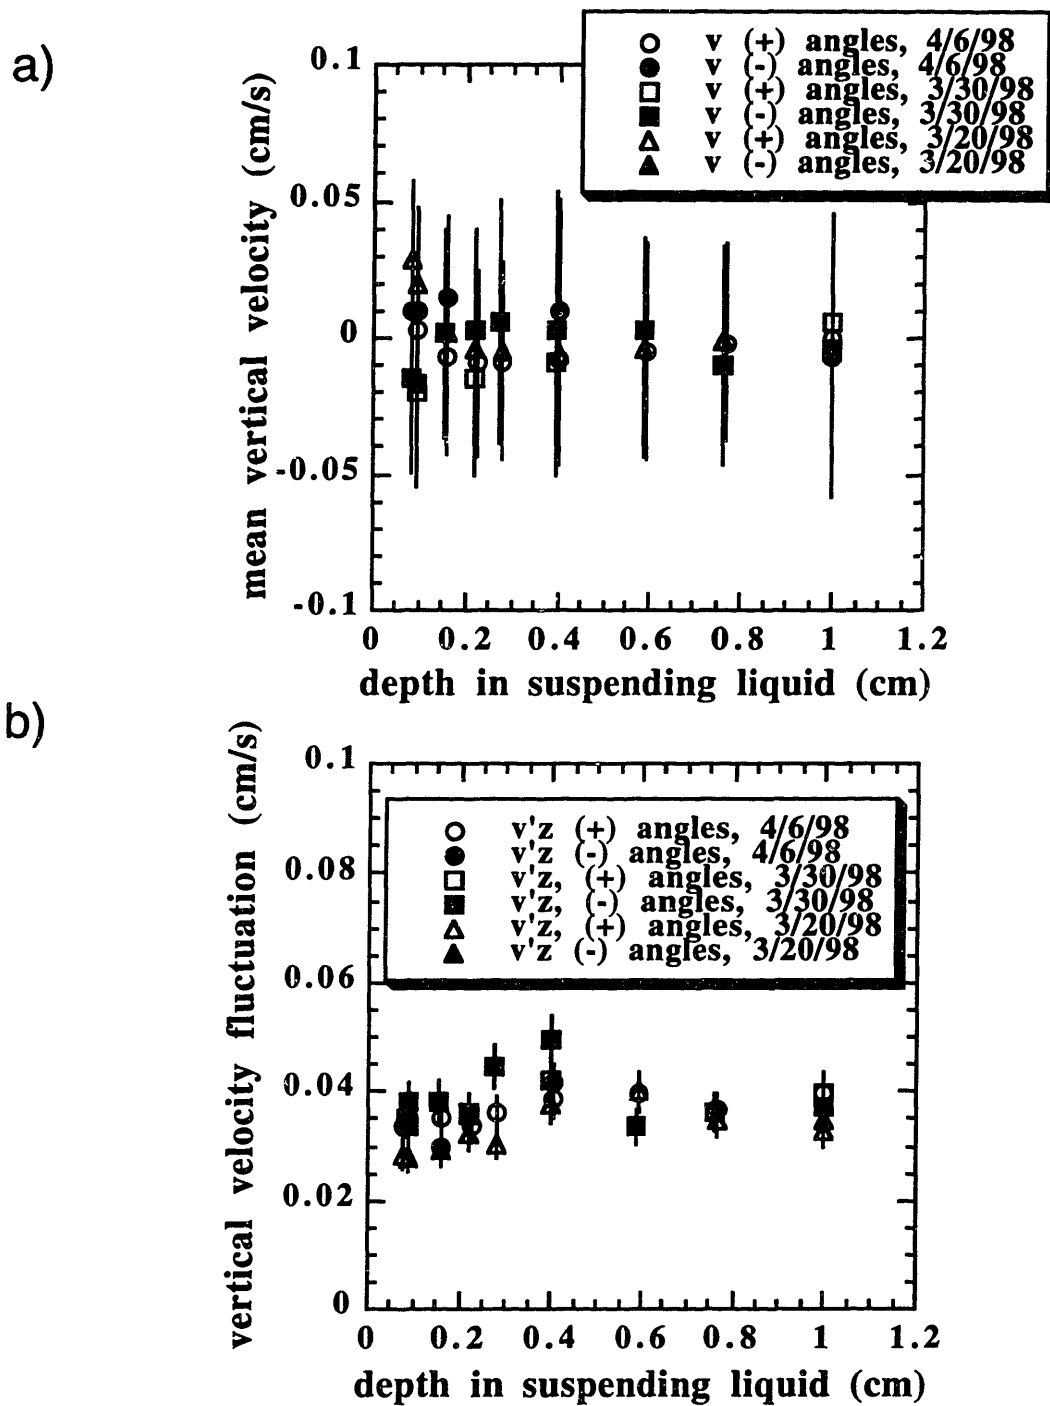 a)
v (+) angles, 4/6/98
v (-) angles, 4/6/98
v (+) angles, 3/30/98
v (-) angles, 3/30/98
v (+) angles, 3/20/98
v (-) angles, 3/20/98
mean vertical velocity (cm/s)
0.1
0.05
0
-0.05
-0.1
0 0.2 0.4 0.6 0.8 1 1.2
depth in suspending liquid (cm)
b)
v'z (+) angles, 4/6/98
v'z (-) angles, 4/6/98
v'z, (+) angles, 3/30/98
v'z, (-) angles, 3/30/98
v'z, (+) angles, 3/20/98
v'z (-) angles, 3/20/98
vertical velocity fluctuation (cm/s)
0.1
0.08
0.06
0.04
0.02
0
0 0.2 0.4 0.6 0.8 1 1.2
depth in suspending liquid (cm)